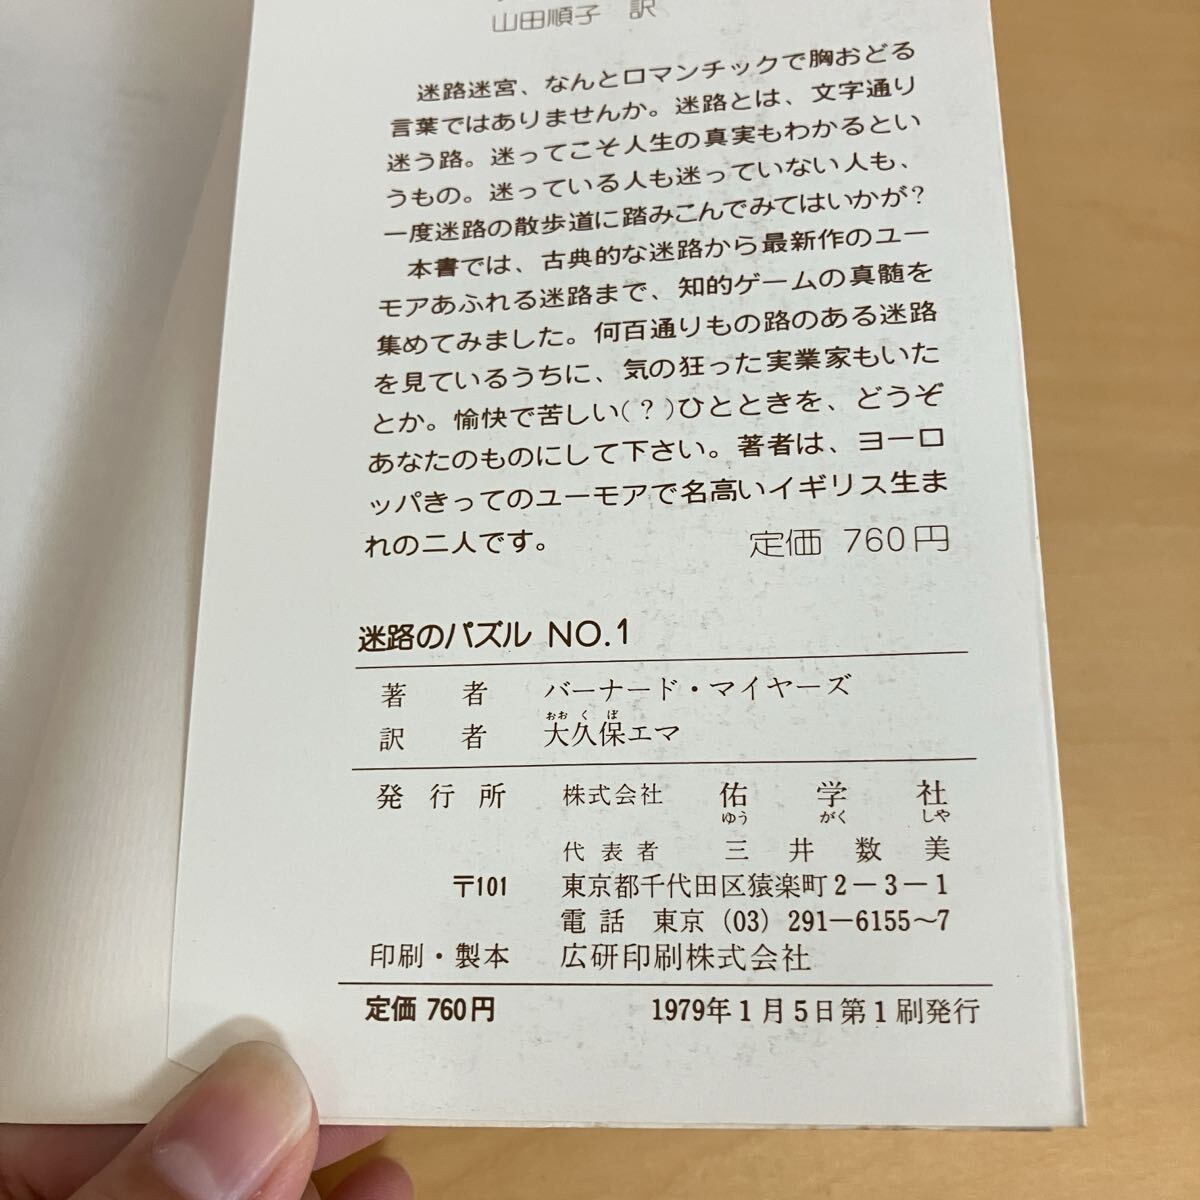 山田順子 訳
迷路迷宮、なんとロマンチックで胸おどる
言葉ではありませんか。迷路とは、文字通り
迷う路。迷ってこそ人生の真実もわかるとい
うもの。迷っている人も迷っていない人も、
一度迷路の散歩道に踏みこんでみてはいかが?
本書では、古典的な迷路から最新作のユー
モアあふれる迷路まで、知的ゲームの真髄を
集めてみました。何百通りもの路のある迷路
を見ているうちに、気の狂った実業家もいた
とか。愉快で苦しい(?)ひとときを、どうぞ
あなたのものにして下さい。著者は、ヨーロ
ッパきってのユーモアで名高いイギリス生ま
れの二人です。 定価 760円
迷路のパズル NO.1
著者 バーナード・マイヤーズ
おおくぼ
訳者 大久保エマ
発行所 株式会社 佑学社
ゆう がく しや
代表者 三井数美
〒101 東京都千代田区猿楽町2-3-1
電話 東京(03)291-6155~7
印刷・製本 広研印刷株式会社
定価 760円 1979年1月5日第1刷発行